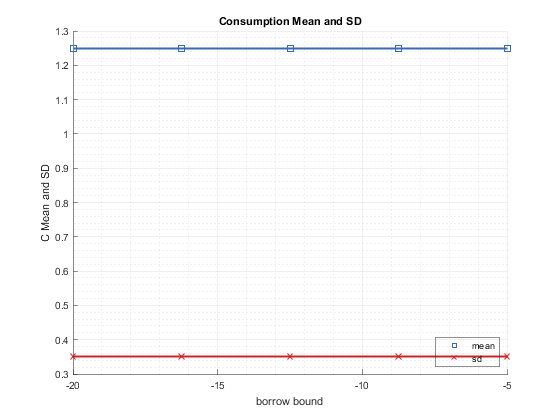 Consumption Mean and SD
1.3
1.2
1.1
1
0.9
0.8
0.7
0.6
0.5
0.4
0.3
C Mean and SD
mean
sd
-20 -15 -10 -5
borrow bound